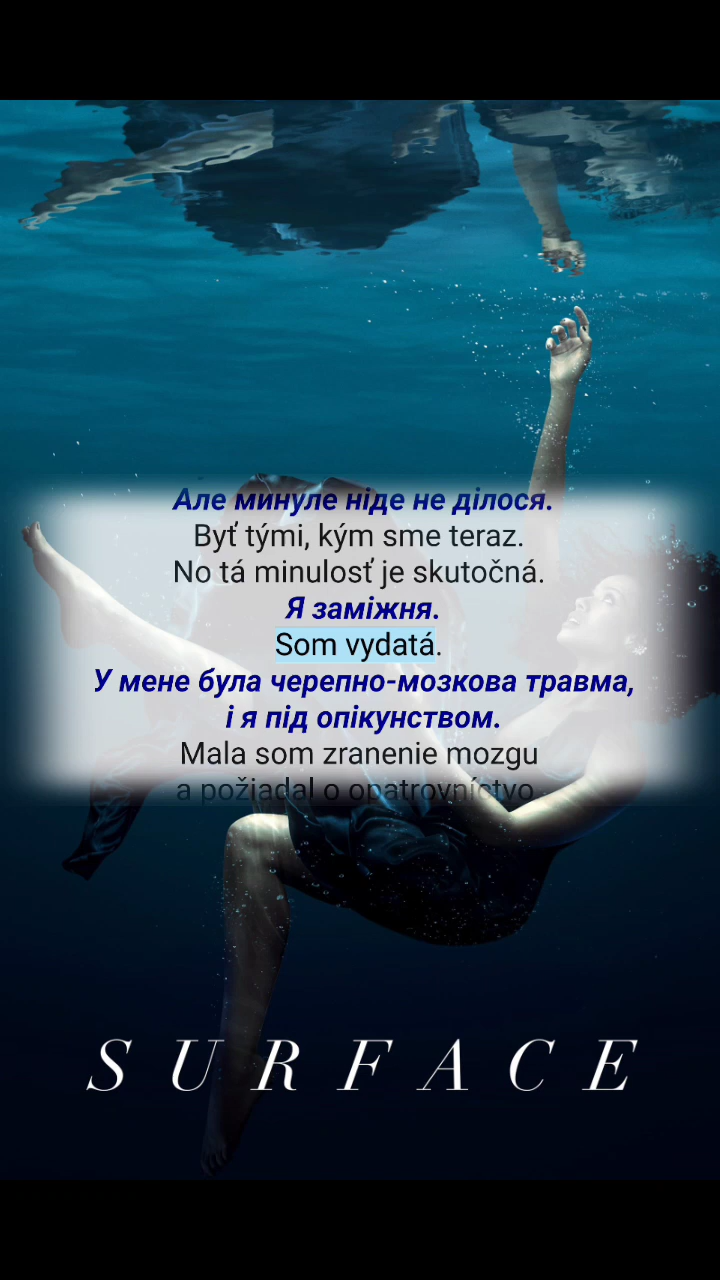 Але минуле ніде не ділося.
Byť tými, kým sme teraz.
No tá minulosť je skutočná.
Я заміжня.
Som vydatá.
У мене була черепно-мозкова травма,
і я під опікунством.
Mala som zranenie mozgu
a požiadal o opatrovníctvo
SURFACE